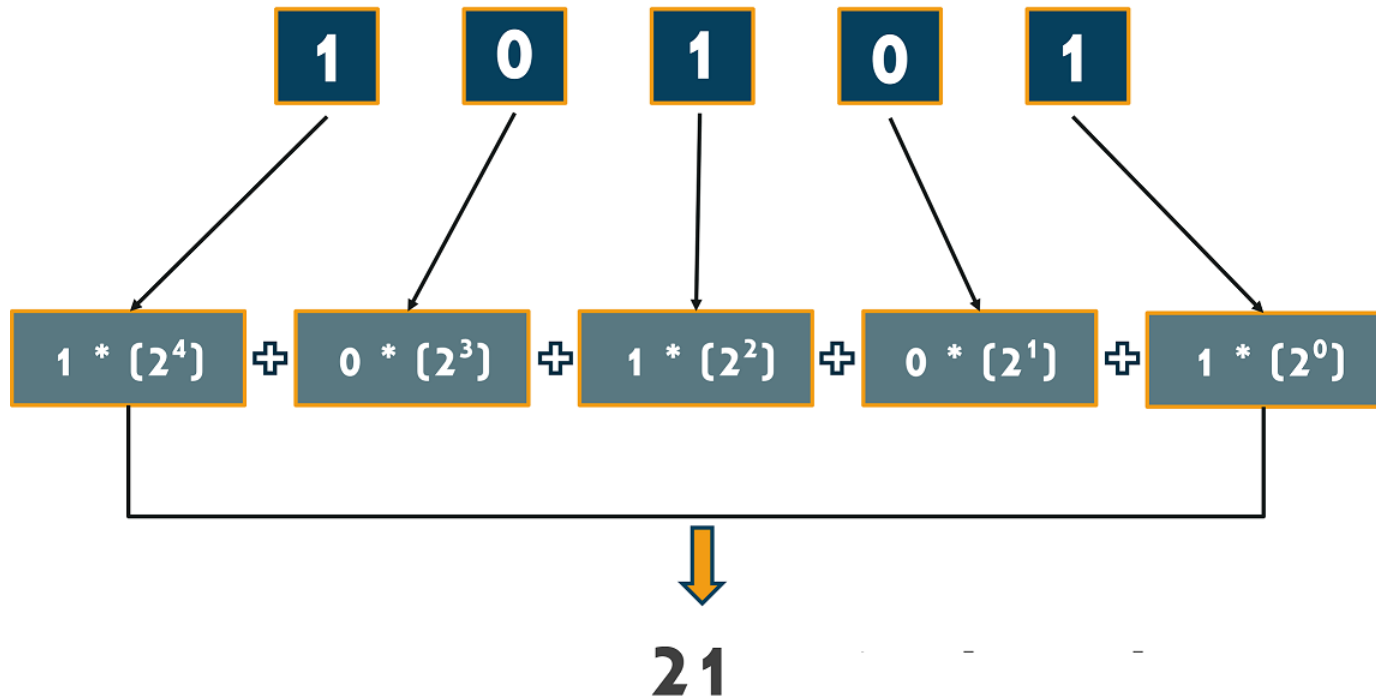 1 0 1 0 1
1 * (2⁴) + 0 * (2³) + 1 * (2²) + 0 * (2¹) + 1 * (2⁰)
21